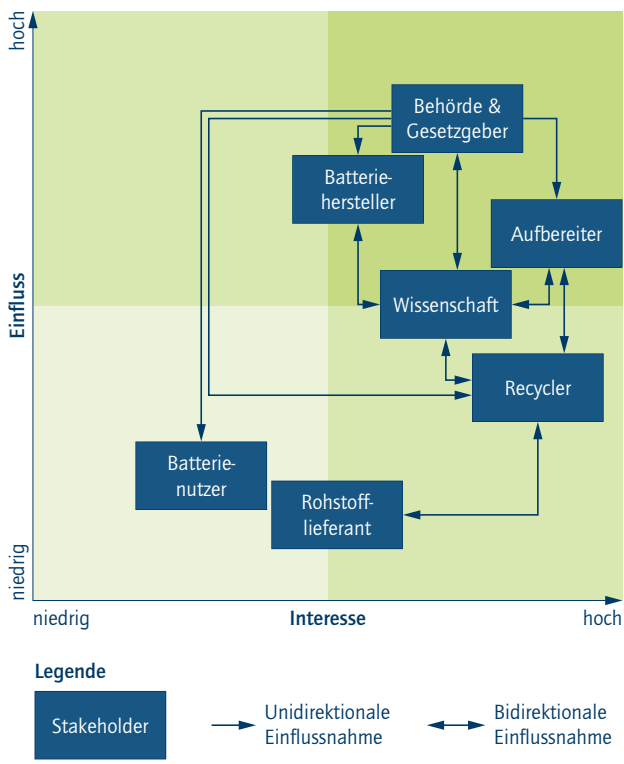 hoch
Einfluss
niedrig
Behörde &
Gesetzgeber
Batterie-
hersteller
Aufbereiter
Wissenschaft
Recycler
Batterie-
nutzer
Rohstoff-
lieferant
niedrig
Interesse
hoch
Legende
Stakeholder
Unidirektionale
Einflussnahme
Bidirektionale
Einflussnahme